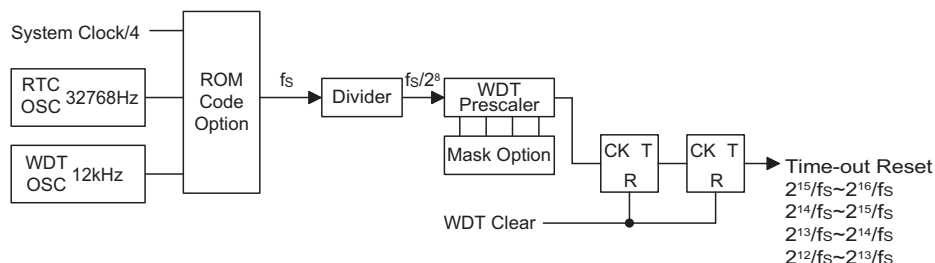 System Clock/4
RTC OSC 32768Hz
WDT OSC 12kHz
ROM
Code
Option
fS
Divider
fS/2⁸
WDT
Prescaler
Mask Option
CK T
R
CK T
R
WDT Clear
Time-out Reset
2¹⁵/fS~2¹⁶/fS
2¹⁴/fS~2¹⁵/fS
2¹³/fS~2¹⁴/fS
2¹²/fS~2¹³/fS